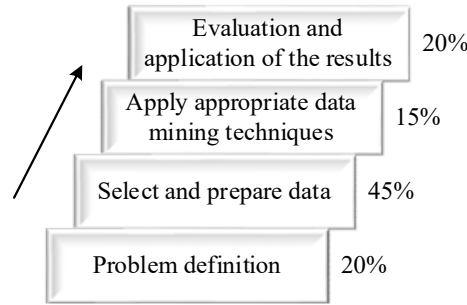 Evaluation and
application of the results
20%
Apply appropriate data
mining techniques
15%
Select and prepare data
45%
Problem definition
20%